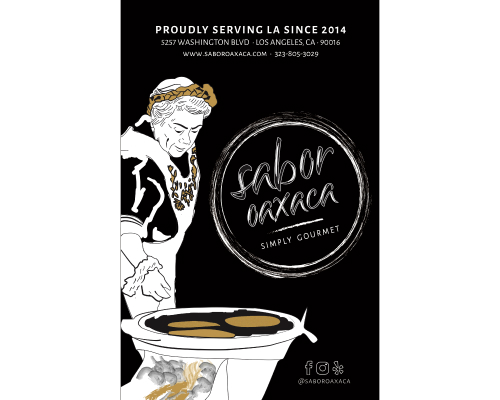 PROUDLY SERVING LA SINCE 2014
5257 WASHINGTON BLVD · LOS ANGELES, CA · 90016
WWW.SABOROAXACA.COM · 323-805-3029
sabor
oaxaca
SIMPLY GOURMET
@SABOROAXACA